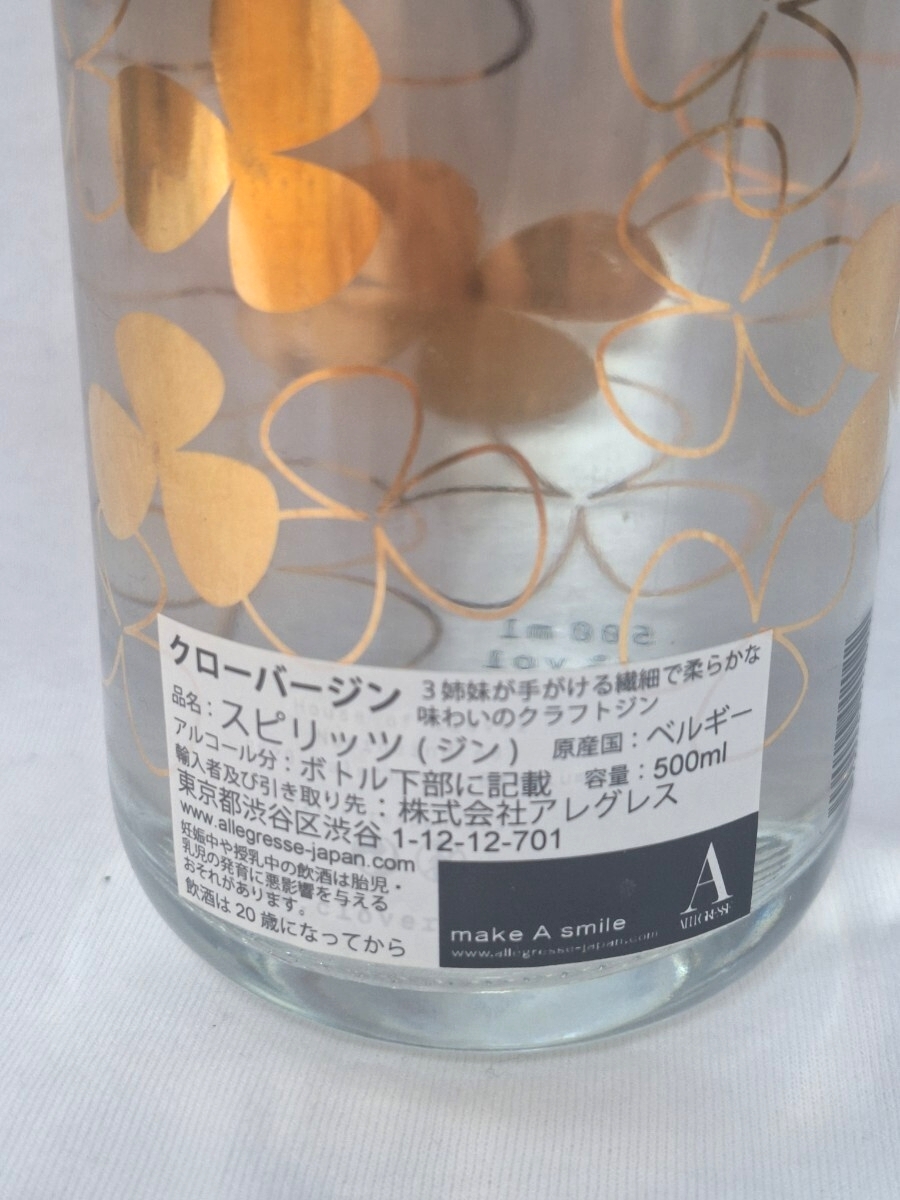 クローバージン
3姉妹が手がける繊細で柔らかな
味わいのクラフトジン
品名：スピリッツ(ジン) 原産国：ベルギー
アルコール分：ボトル下部に記載 容量：500ml
輸入者及び引き取り先：株式会社アレグレス
東京都渋谷区渋谷 1-12-12-701
www.allegresse-japan.com
妊娠中や授乳中の飲酒は胎児・
乳児の発育に悪影響を与える
おそれがあります。
飲酒は20歳になってから
A
ALLEGRESSE
make A smile
www.allegresse-japan.com
500 ml